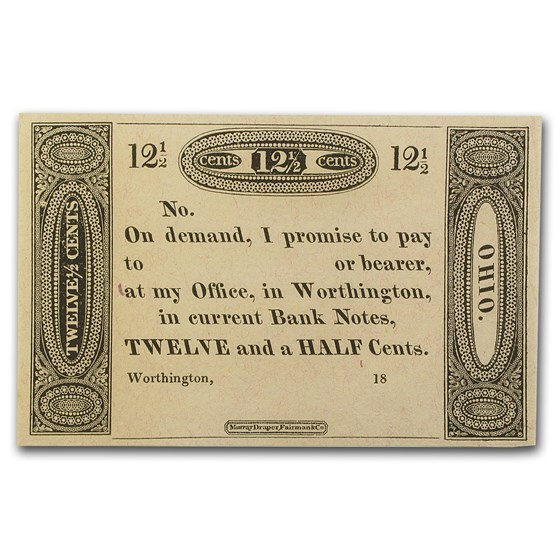 12½ cents 12½ cents 12½
No.
On demand, I promise to pay
to or bearer,
at my Office, in Worthington,
in current Bank Notes,
TWELVE and a HALF Cents.
Worthington, 18
Murray Draper, Fairman & Co
TWELVE ½ CENTS
OHIO.